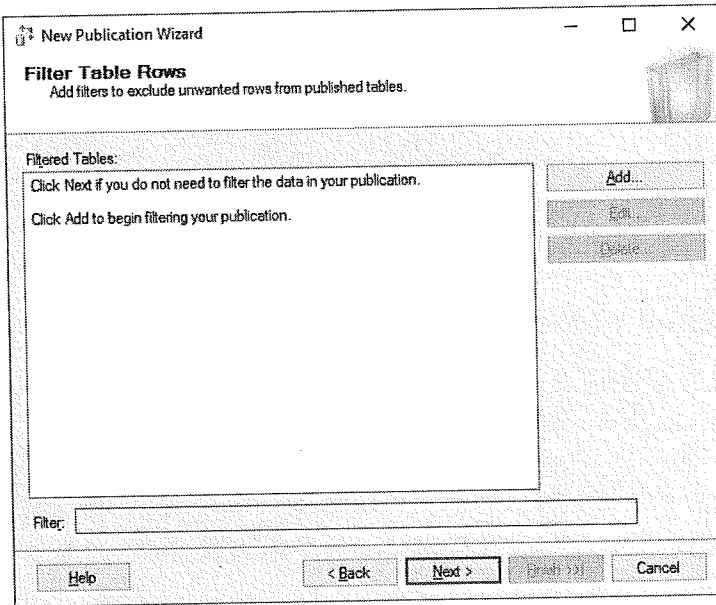 New Publication Wizard
Filter Table Rows
Add filters to exclude unwanted rows from published tables.
Filtered Tables:
Click Next if you do not need to filter the data in your publication.
Click Add to begin filtering your publication.
Add...
Edit...
Delete
Filter:
Help
< Back
Next >
Finish >>|
Cancel